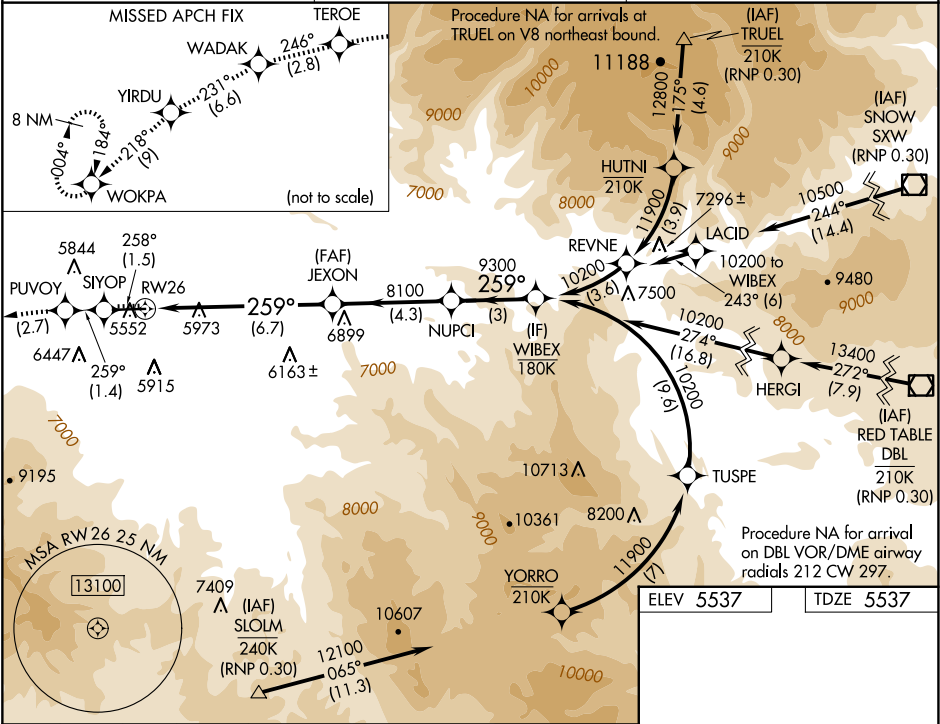 MISSED APCH FIX
TEROE
WADAK
246°
(2.8)
231°
(6.6)
YIRDU
8 NM
218°
(9)
004°
184°
WOKPA
(not to scale)
Procedure NA for arrivals at
TRUEL on V8 northeast bound.
(IAF)
TRUEL
210K
(RNP 0.30)
11188
10000
12800
175°
(4.6)
9000
9000
HUTNI
210K
7000
8000
11900
(3.9)
7296±
(IAF)
SNOW
SXW
(RNP 0.30)
10500
244°
(14.4)
LACID
REVNE
10200 to
WIBEX
243° (6)
10200
(3.6)
7500
9480
9000
8000
5844
258°
(1.5)
PUVOY
SIYOP
RW26
(2.7)
5552
5973
259°
(1.4)
6447
5915
259°
(6.7)
(FAF)
JEXON
6899
6163±
7000
8100
(4.3)
NUPCI
9300
259°
(3)
(IF)
WIBEX
180K
10200
(9.6)
10200
274°
(16.8)
HERGI
13400
272°
(7.9)
(IAF)
RED TABLE
DBL
210K
(RNP 0.30)
TUSPE
7000
9195
10713
8000
9000
10361
8200
11900
(7)
YORRO
210K
Procedure NA for arrival
on DBL VOR/DME airway
radials 212 CW 297.
MSA RW26 25 NM
13100
7409
(IAF)
SLOLM
240K
(RNP 0.30)
10607
12100
065°
(11.3)
10000
ELEV 5537
TDZE 5537